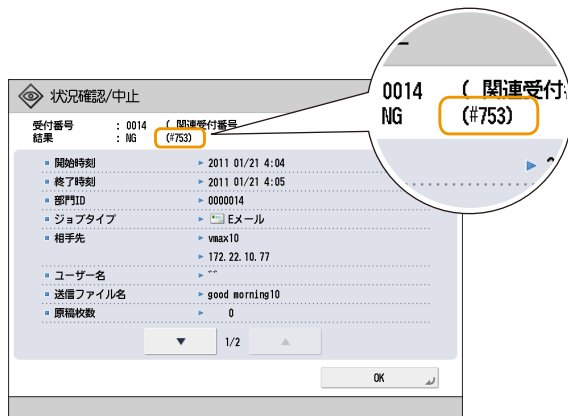 状況確認/中止
受付番号 : 0014 ( 関連受付番号
結果 : NG (#753)
開始時刻 2011 01/21 4:04
終了時刻 2011 01/21 4:05
部門ID 0000014
ジョブタイプ Eメール
相手先 vmax10
172.22.10.77
ユーザー名 ^^
送信ファイル名 good morning10
原稿枚数 0
▼ 1/2 ▲
OK
0014 ( 関連受付
NG (#753)